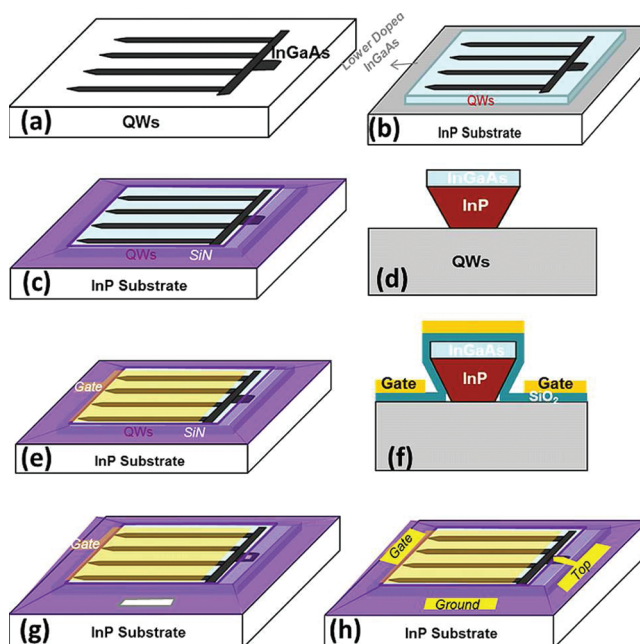 InGaAs
(a)
QWs
Lower Doped
InGaAs
QWs
(b)
InP Substrate
QWs
SiN
(c)
InP Substrate
InGaAs
InP
(d)
QWs
Gate
QWs
SiN
(e)
InP Substrate
InGaAs
Gate
InP
Gate
SiO₂
(f)
Gate
(g)
InP Substrate
Gate
Top
Ground
(h)
InP Substrate